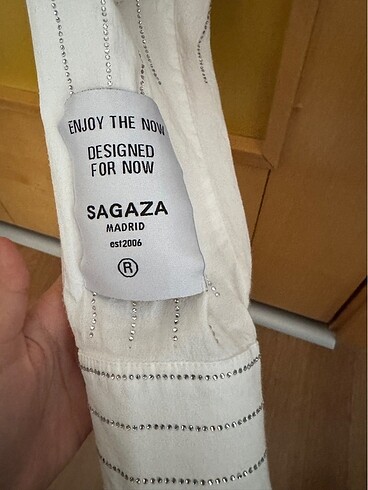 ENJOY THE NOW
DESIGNED
FOR NOW
SAGAZA
MADRID
est2006
®